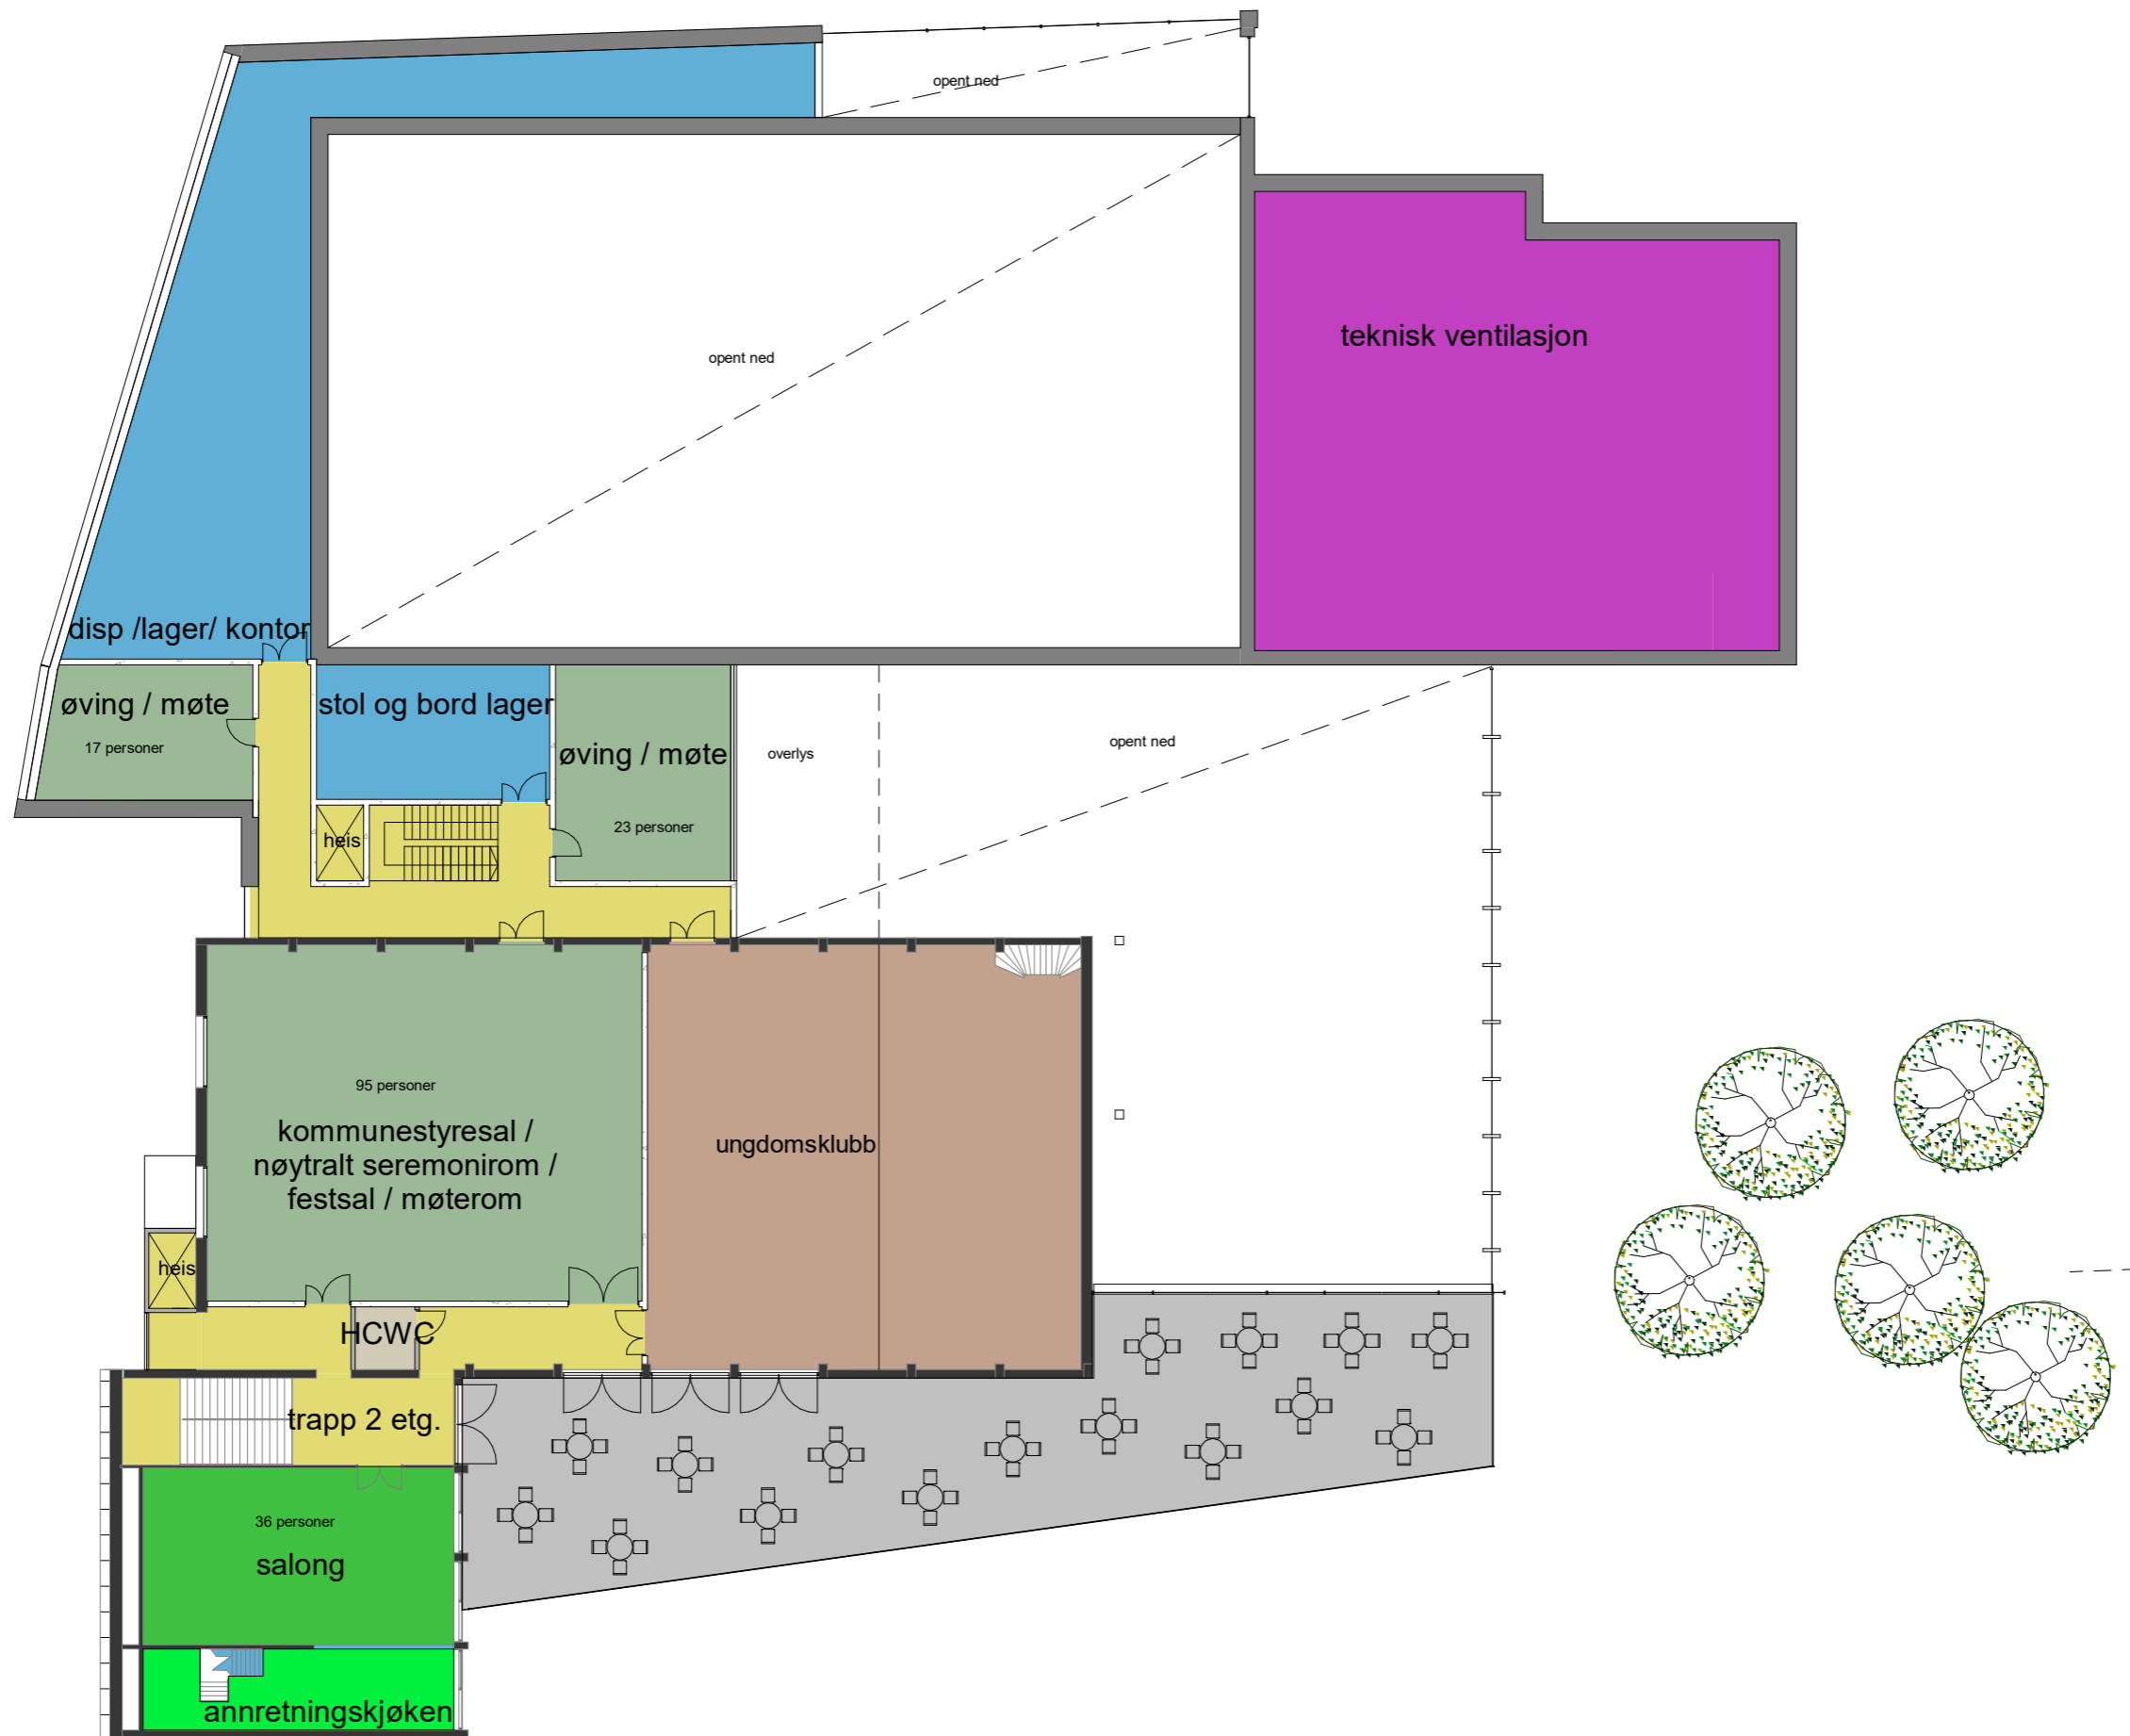 opent ned
teknisk ventilasjon
opent ned
disp /lager/ kontor
øving / møte
17 personer
stol og bord lager
øving / møte
23 personer
overlys
opent ned
heis
95 personer
kommunestyresal /
nøytralt seremonirom /
festsal / møterom
ungdomsklubb
heis
HCWC
trapp 2 etg.
36 personer
salong
annretningskjøken